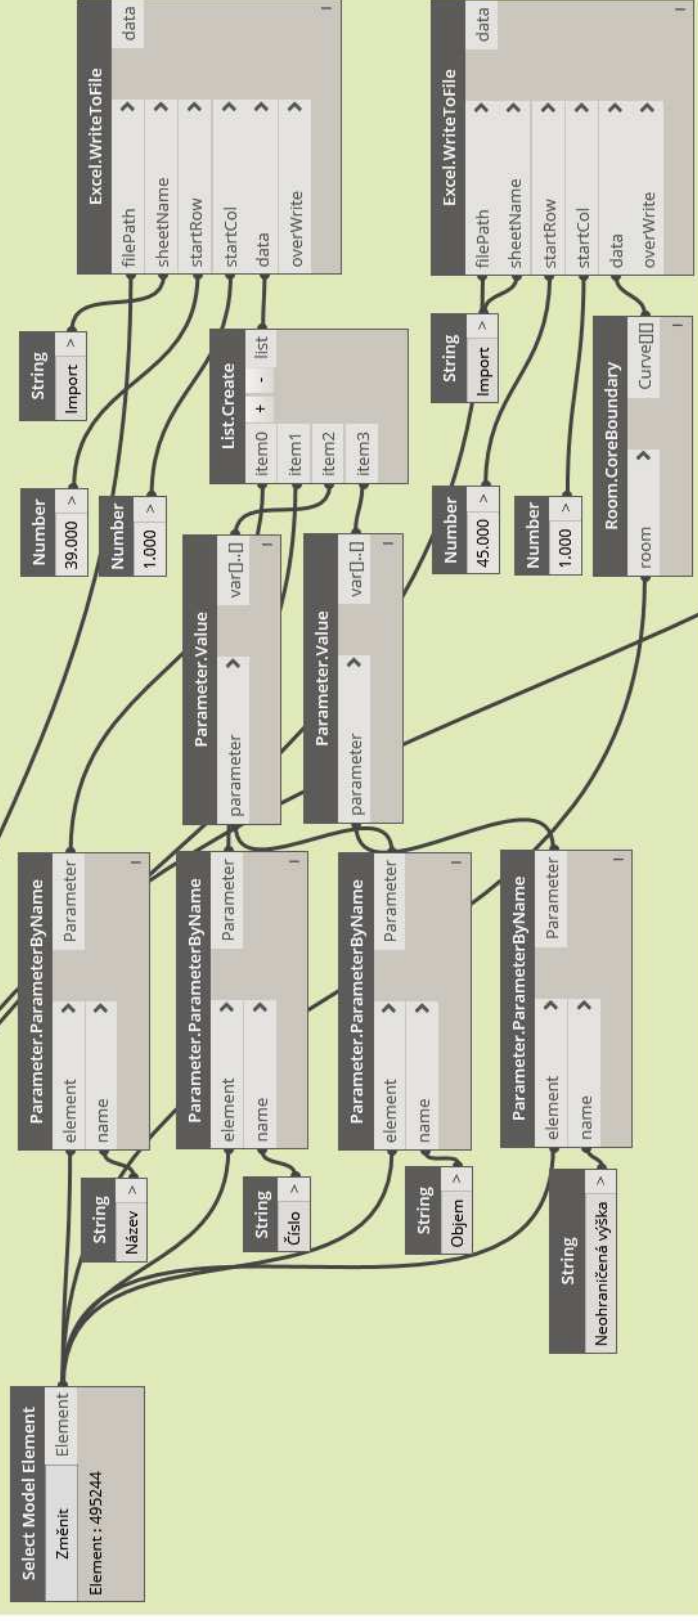 Select Model Element
Změnit
Element
Element : 495244
String
Název
>
String
Číslo
>
String
Objem
>
String
Neohraničená výška
>
Parameter.ParameterByName
element
Parameter
name
Parameter.ParameterByName
element
Parameter
name
Parameter.ParameterByName
element
Parameter
name
Parameter.ParameterByName
element
Parameter
name
Parameter.Value
parameter
var[]..[]
Parameter.Value
parameter
var[]..[]
Number
39.000
>
Number
1.000
>
String
Import
>
List.Create
item0
+
-
list
item1
item2
item3
Excel.WriteToFile
filePath
data
sheetName
startRow
startCol
data
overWrite
Number
45.000
>
Number
1.000
>
String
Import
>
Room.CoreBoundary
room
Curve[][]
Excel.WriteToFile
filePath
data
sheetName
startRow
startCol
data
overWrite